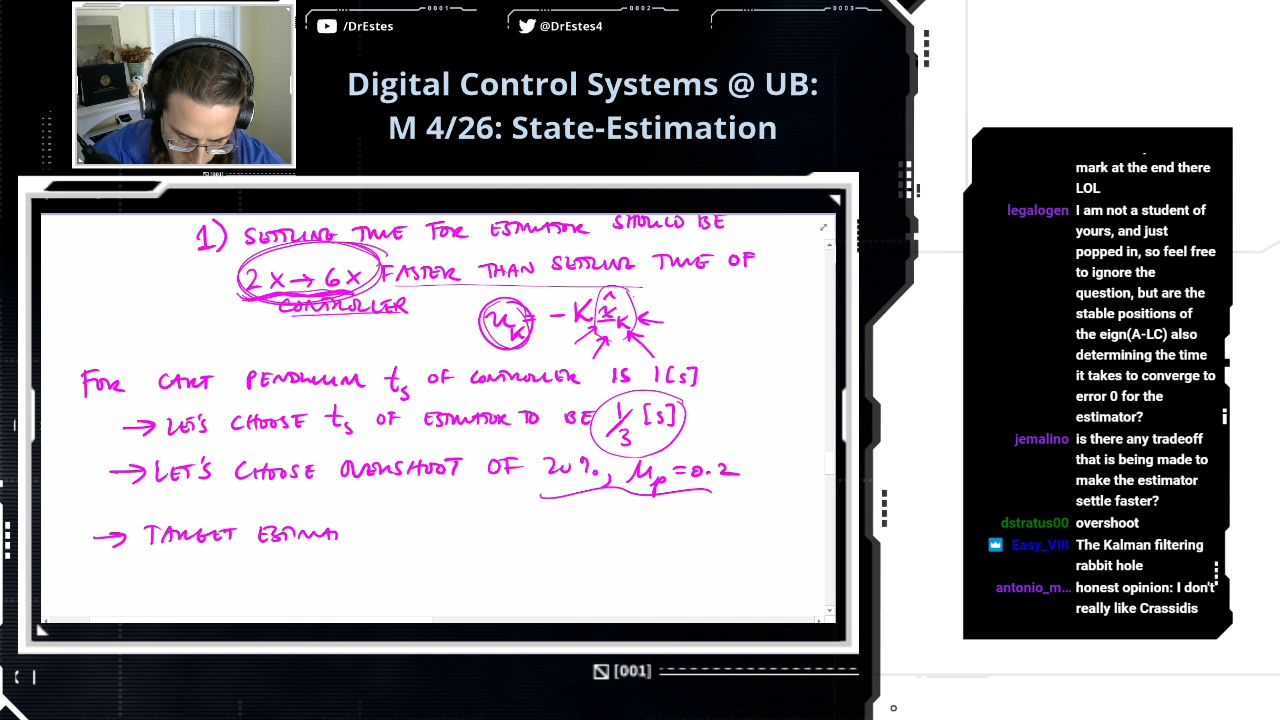 0001
0002
0003
/DrEstes
@DrEstes4
Digital Control Systems @ UB:
M 4/26: State-Estimation
[001]
1) SETTLING TIME FOR ESTIMATOR SHOULD BE
2X → 6X FASTER THAN SETTLING TIME OF
CONTROLLER
u_K = -K x̂_K ←
FOR CART PENDULUM t_s OF CONTROLLER IS 1[s]
→ LET'S CHOOSE t_s OF ESTIMATOR TO BE 1/3 [s]
→ LET'S CHOOSE OVERSHOOT OF 20%, M_p = 0.2
→ TARGET ESTIMA
[001]
mark at the end there
LOL
legalogen I am not a student of
yours, and just
popped in, so feel free
to ignore the
question, but are the
stable positions of
the eign(A-LC) also
determining the time
it takes to converge to
error 0 for the
estimator?
jemalino is there any tradeoff
that is being made to
make the estimator
settle faster?
dstratus00 overshoot
Easy_VIII The Kalman filtering
rabbit hole
antonio_m... honest opinion: I don't
really like Crassidis